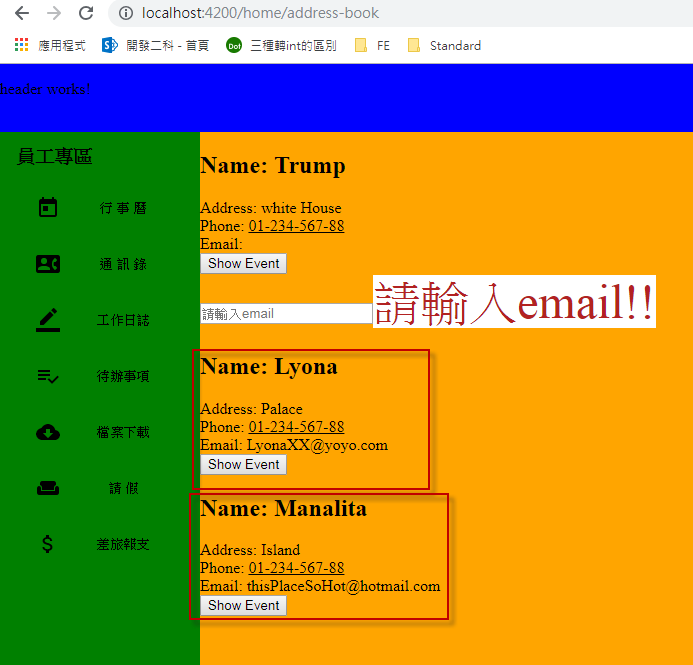 localhost:4200/home/address-book
應用程式 開發二科 - 首頁 Dot 三種轉int的區別 FE Standard
header works!
員工專區
行 事 曆
通 訊 錄
工作日誌
待辦事項
檔案下載
請 假
差旅報支
Name: Trump
Address: white House
Phone: 01-234-567-88
Email:
Show Event
請輸入email 請輸入email!!
Name: Lyona
Address: Palace
Phone: 01-234-567-88
Email: LyonaXX@yoyo.com
Show Event
Name: Manalita
Address: Island
Phone: 01-234-567-88
Email: thisPlaceSoHot@hotmail.com
Show Event